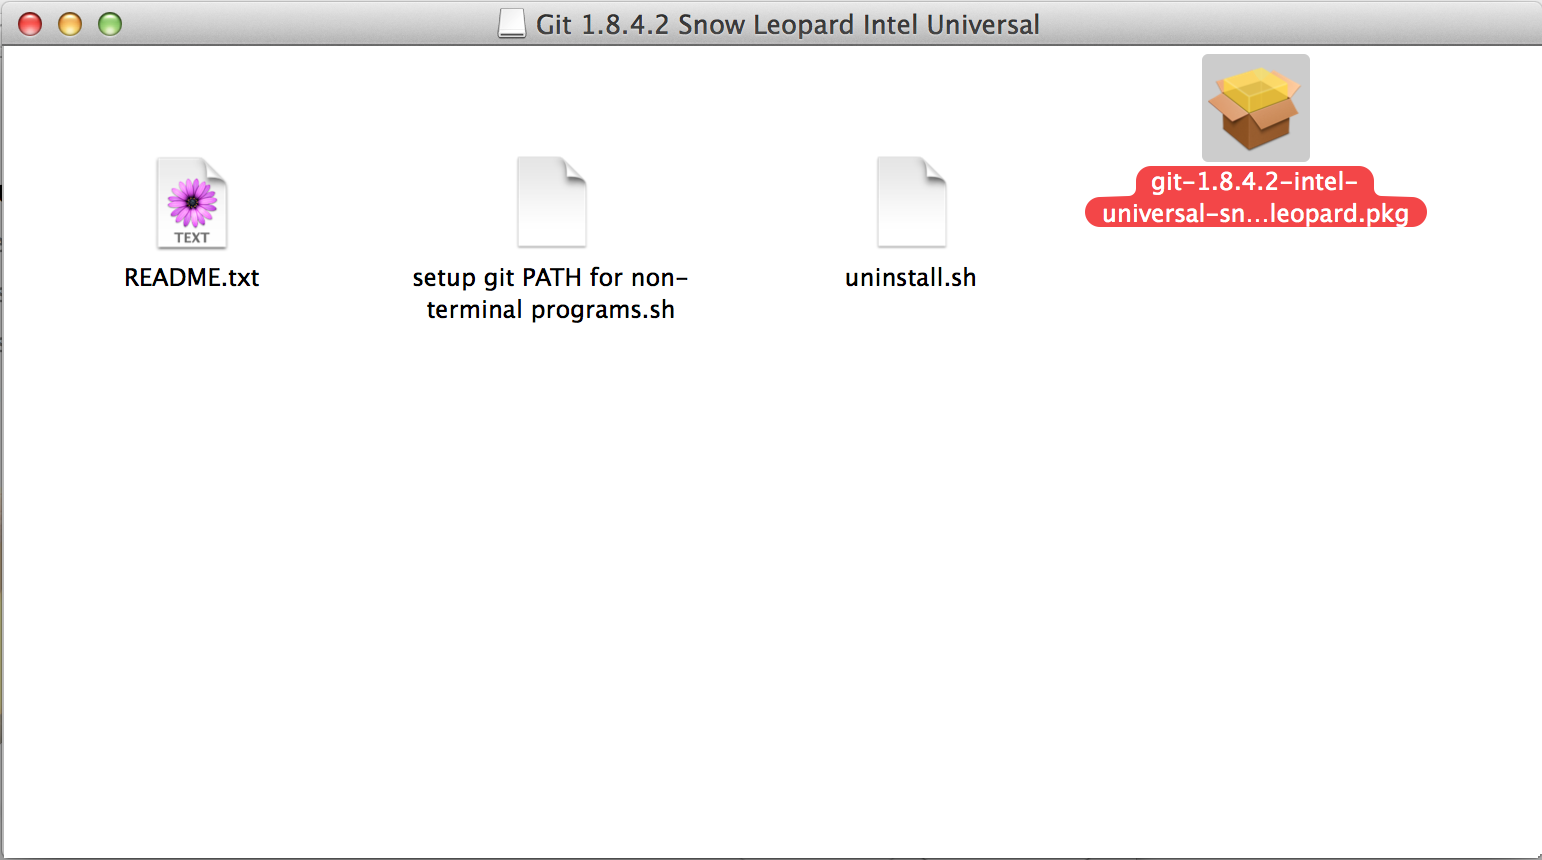 Git 1.8.4.2 Snow Leopard Intel Universal
git-1.8.4.2-intel-
universal-sn...leopard.pkg
TEXT
README.txt
setup git PATH for non-
terminal programs.sh
uninstall.sh